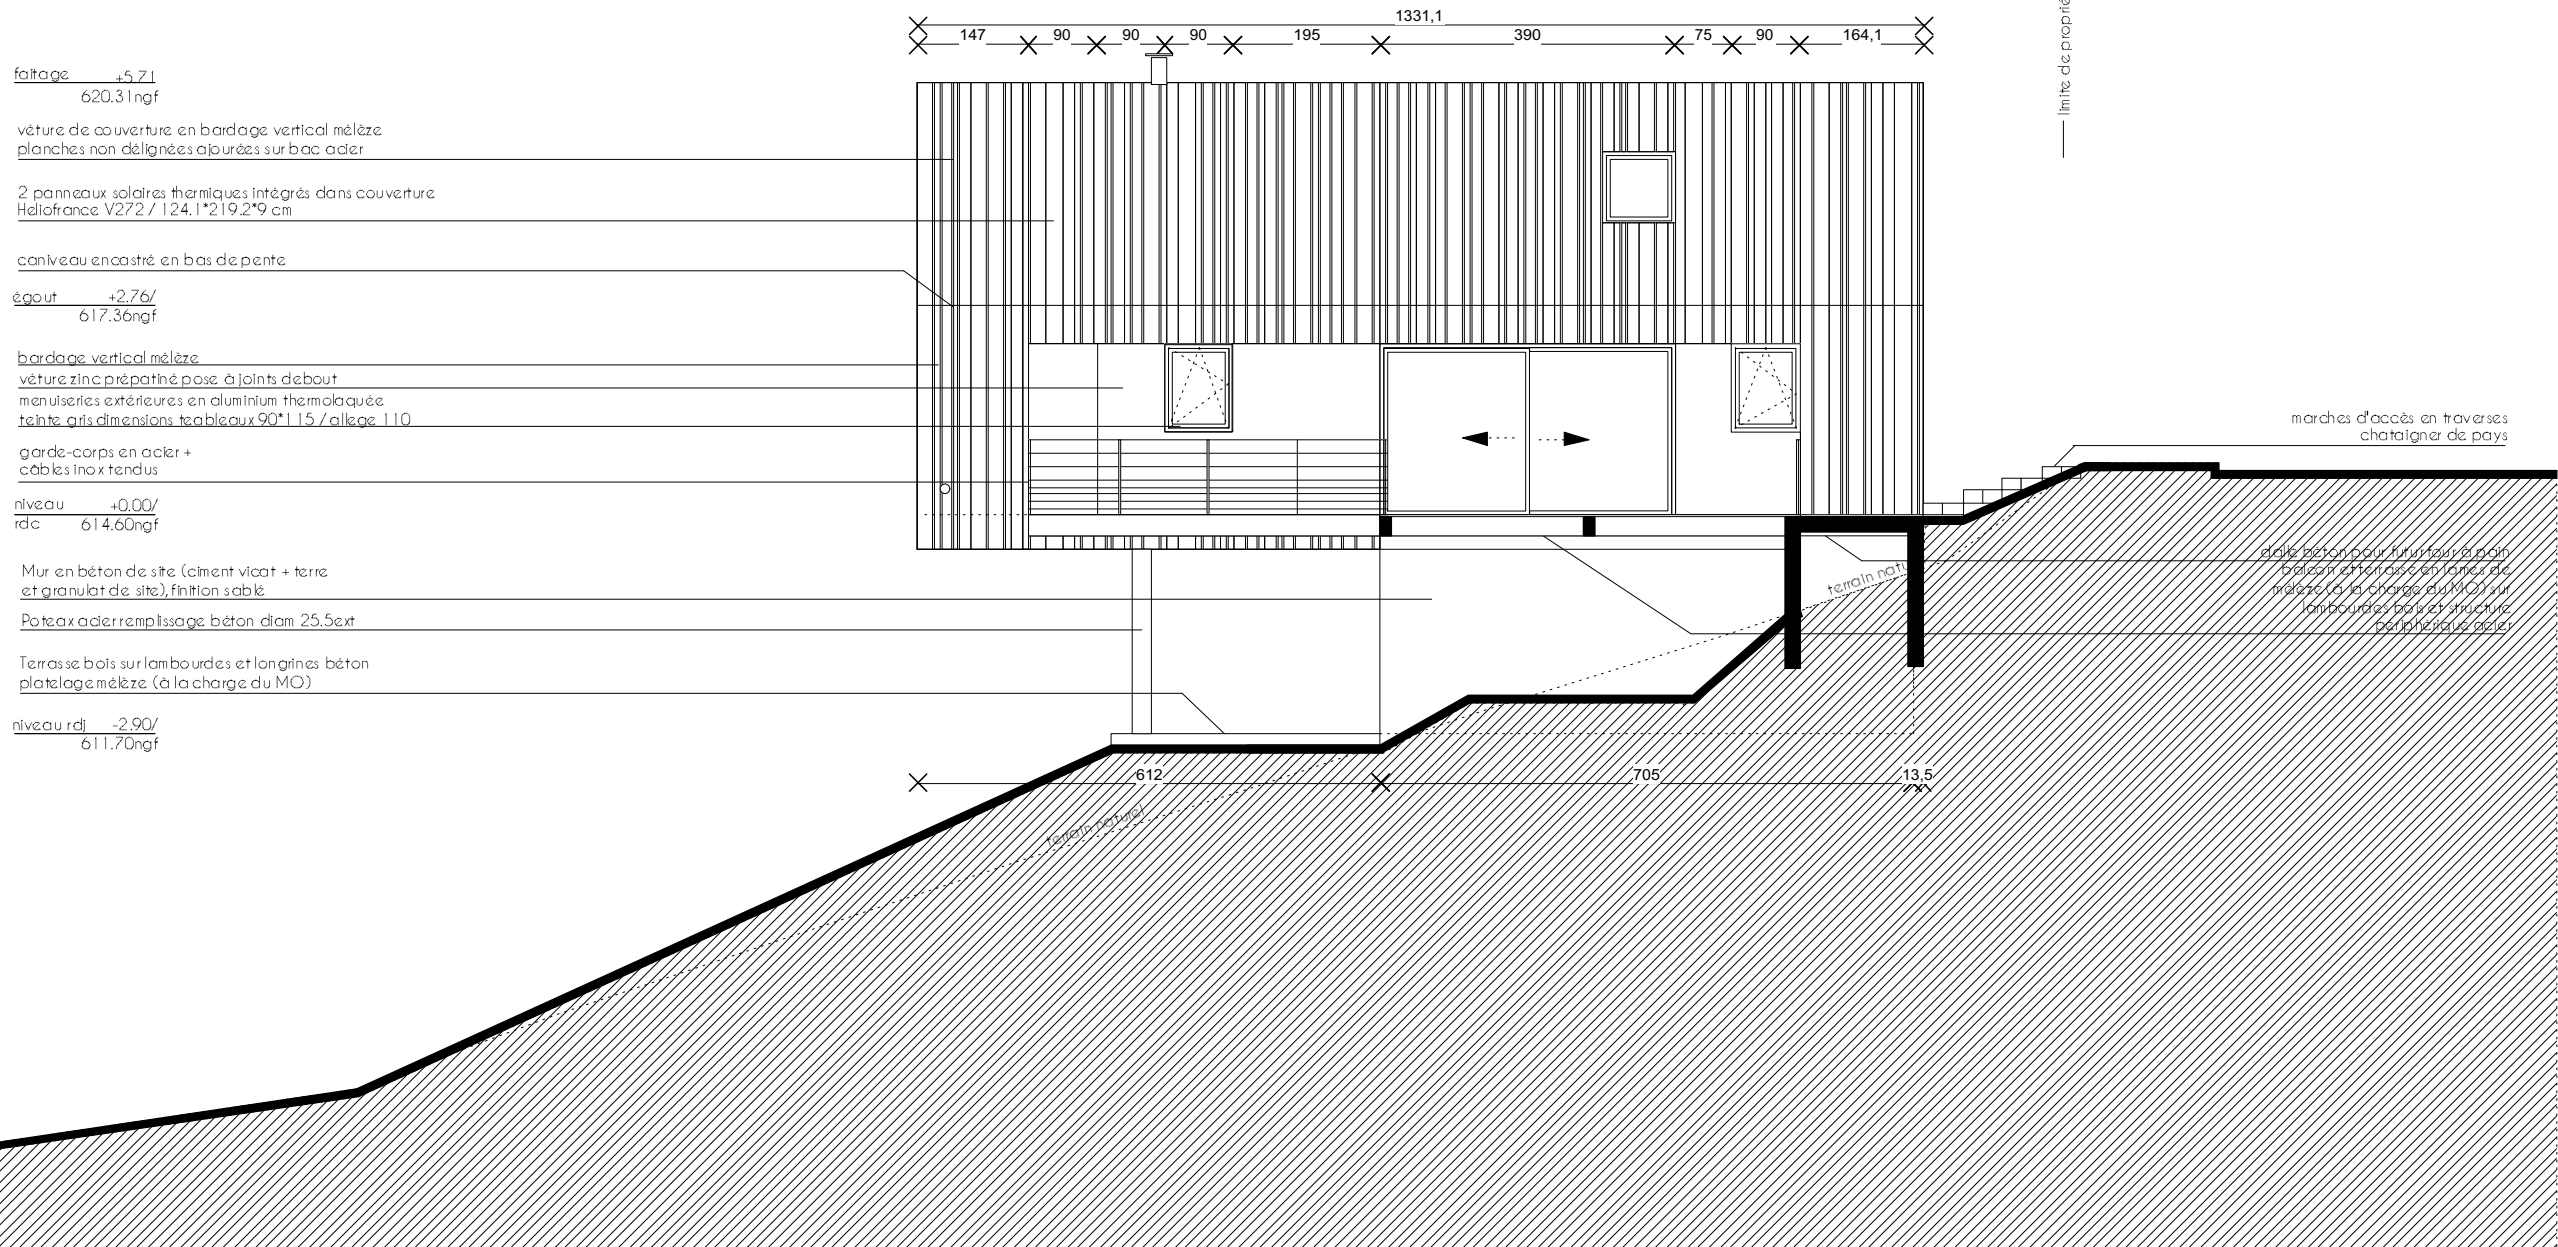 1331,1
147 90 90 90 195 390 75 90 164,1
faitage +5.71
620.31ngf
vêture de couverture en bardage vertical mélèze
planches non délignées ajourées sur bac acier
2 panneaux solaires thermiques intégrés dans couverture
Heliofrance V272 / 124.1*219.2*9 cm
caniveau encastré en bas de pente
égout +2.76/
617.36ngf
bardage vertical mélèze
vêture zinc prépatiné pose à joints debout
menuiseries extérieures en aluminium thermolaquée
teinte gris dimensions teableaux 90*115 / allege 110
garde-corps en acier +
câbles inox tendus
niveau +0.00/
rdc 614.60ngf
Mur en béton de site (ciment vicat + terre
et granulat de site), finition sablé
Poteax acier remplissage béton diam 25.5ext
Terrasse bois sur lambourdes et longrines béton
platelage mélèze (à la charge du MO)
niveau rdj -2.90/
611.70ngf
limite de proprié
marches d'accès en traverses
chataigner de pays
dalle béton pour futur four à pain
balcon et terrasse en lames de
mélèze (à la charge du MO) sur
lambourdes bois et structure
périphérique acier
terrain natu
612 705 13,5
terrain naturel